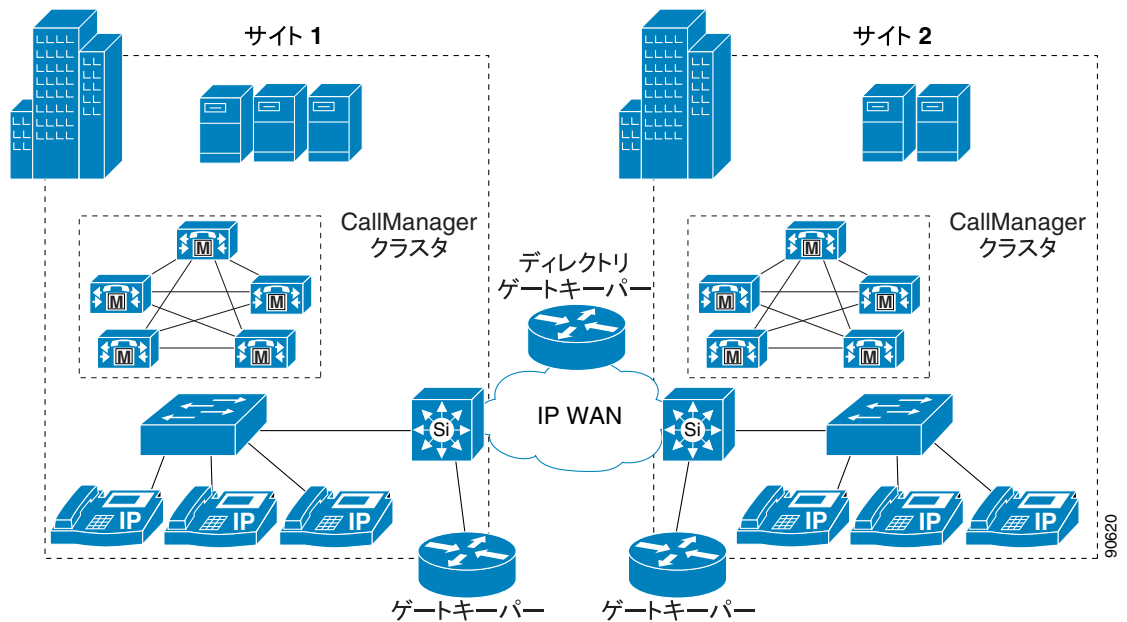 サイト 1
サイト 2
CallManager
クラスタ
CallManager
クラスタ
M
M
M
M
M
M
M
M
M
M
ディレクトリ
ゲートキーパー
IP WAN
Si
Si
IP
IP
IP
IP
IP
IP
ゲートキーパー
ゲートキーパー
90620